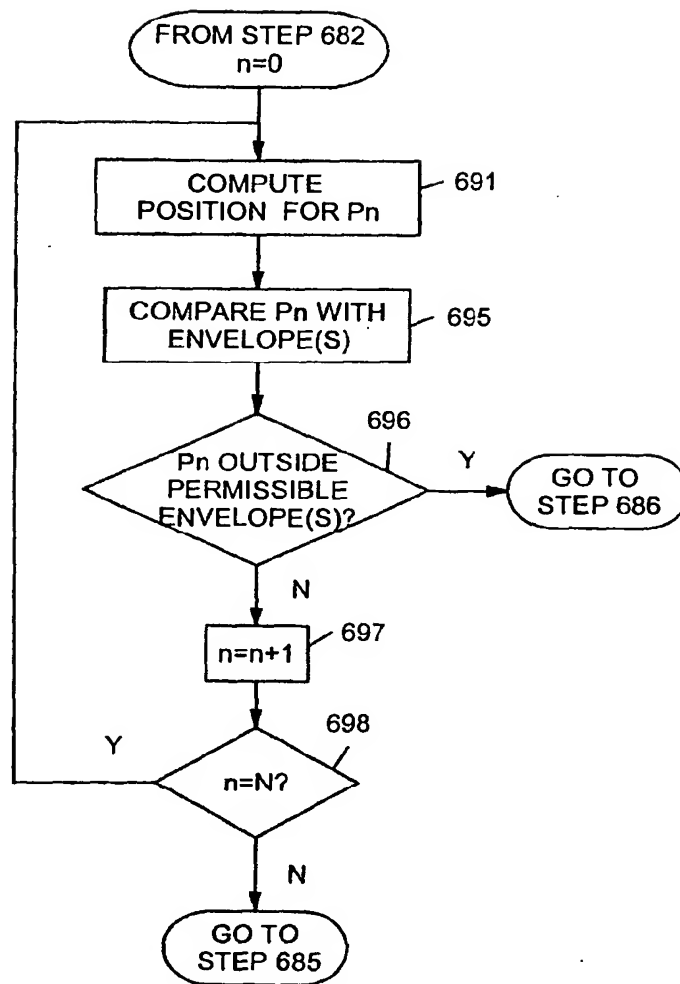 FROM STEP 682
n=0
COMPUTE
POSITION FOR Pn
691
COMPARE Pn WITH
ENVELOPE(S)
695
696
Pn OUTSIDE
PERMISSIBLE
ENVELOPE(S)?
Y
GO TO
STEP 686
N
n=n+1
697
698
Y
n=N?
N
GO TO
STEP 685